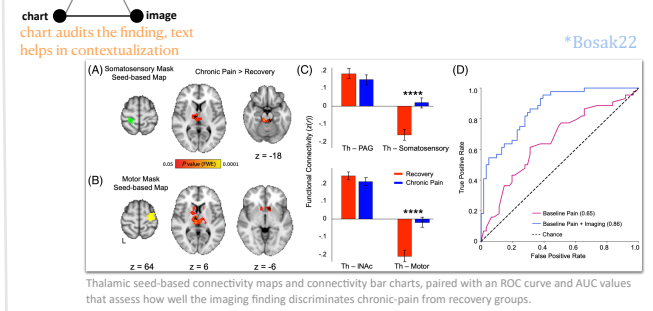 chart image
chart audits the finding, text
helps in contextualization
*Bosak22
(A) Somatosensory Mask
Seed-based Map
Chronic Pain > Recovery
z = -18
0.05 P value (FWE) 0.0001
(B) Motor Mask
Seed-based Map
L
z = 64 z = 6 z = -6
(C)
Functional Connectivity (z(r))
.2
.1
0
-.1
-.2
****
Th – PAG Th – Somatosensory
Recovery
Chronic Pain
.2
.1
0
-.1
-.2
****
Th – lNAc Th – Motor
(D)
True Positive Rate
1.0
0.8
0.6
0.4
0.2
0
Baseline Pain (0.65)
Baseline Pain + Imaging (0.86)
Chance
0 0.2 0.4 0.6 0.8 1.0
False Positive Rate
Thalamic seed-based connectivity maps and connectivity bar charts, paired with an ROC curve and AUC values
that assess how well the imaging finding discriminates chronic-pain from recovery groups.